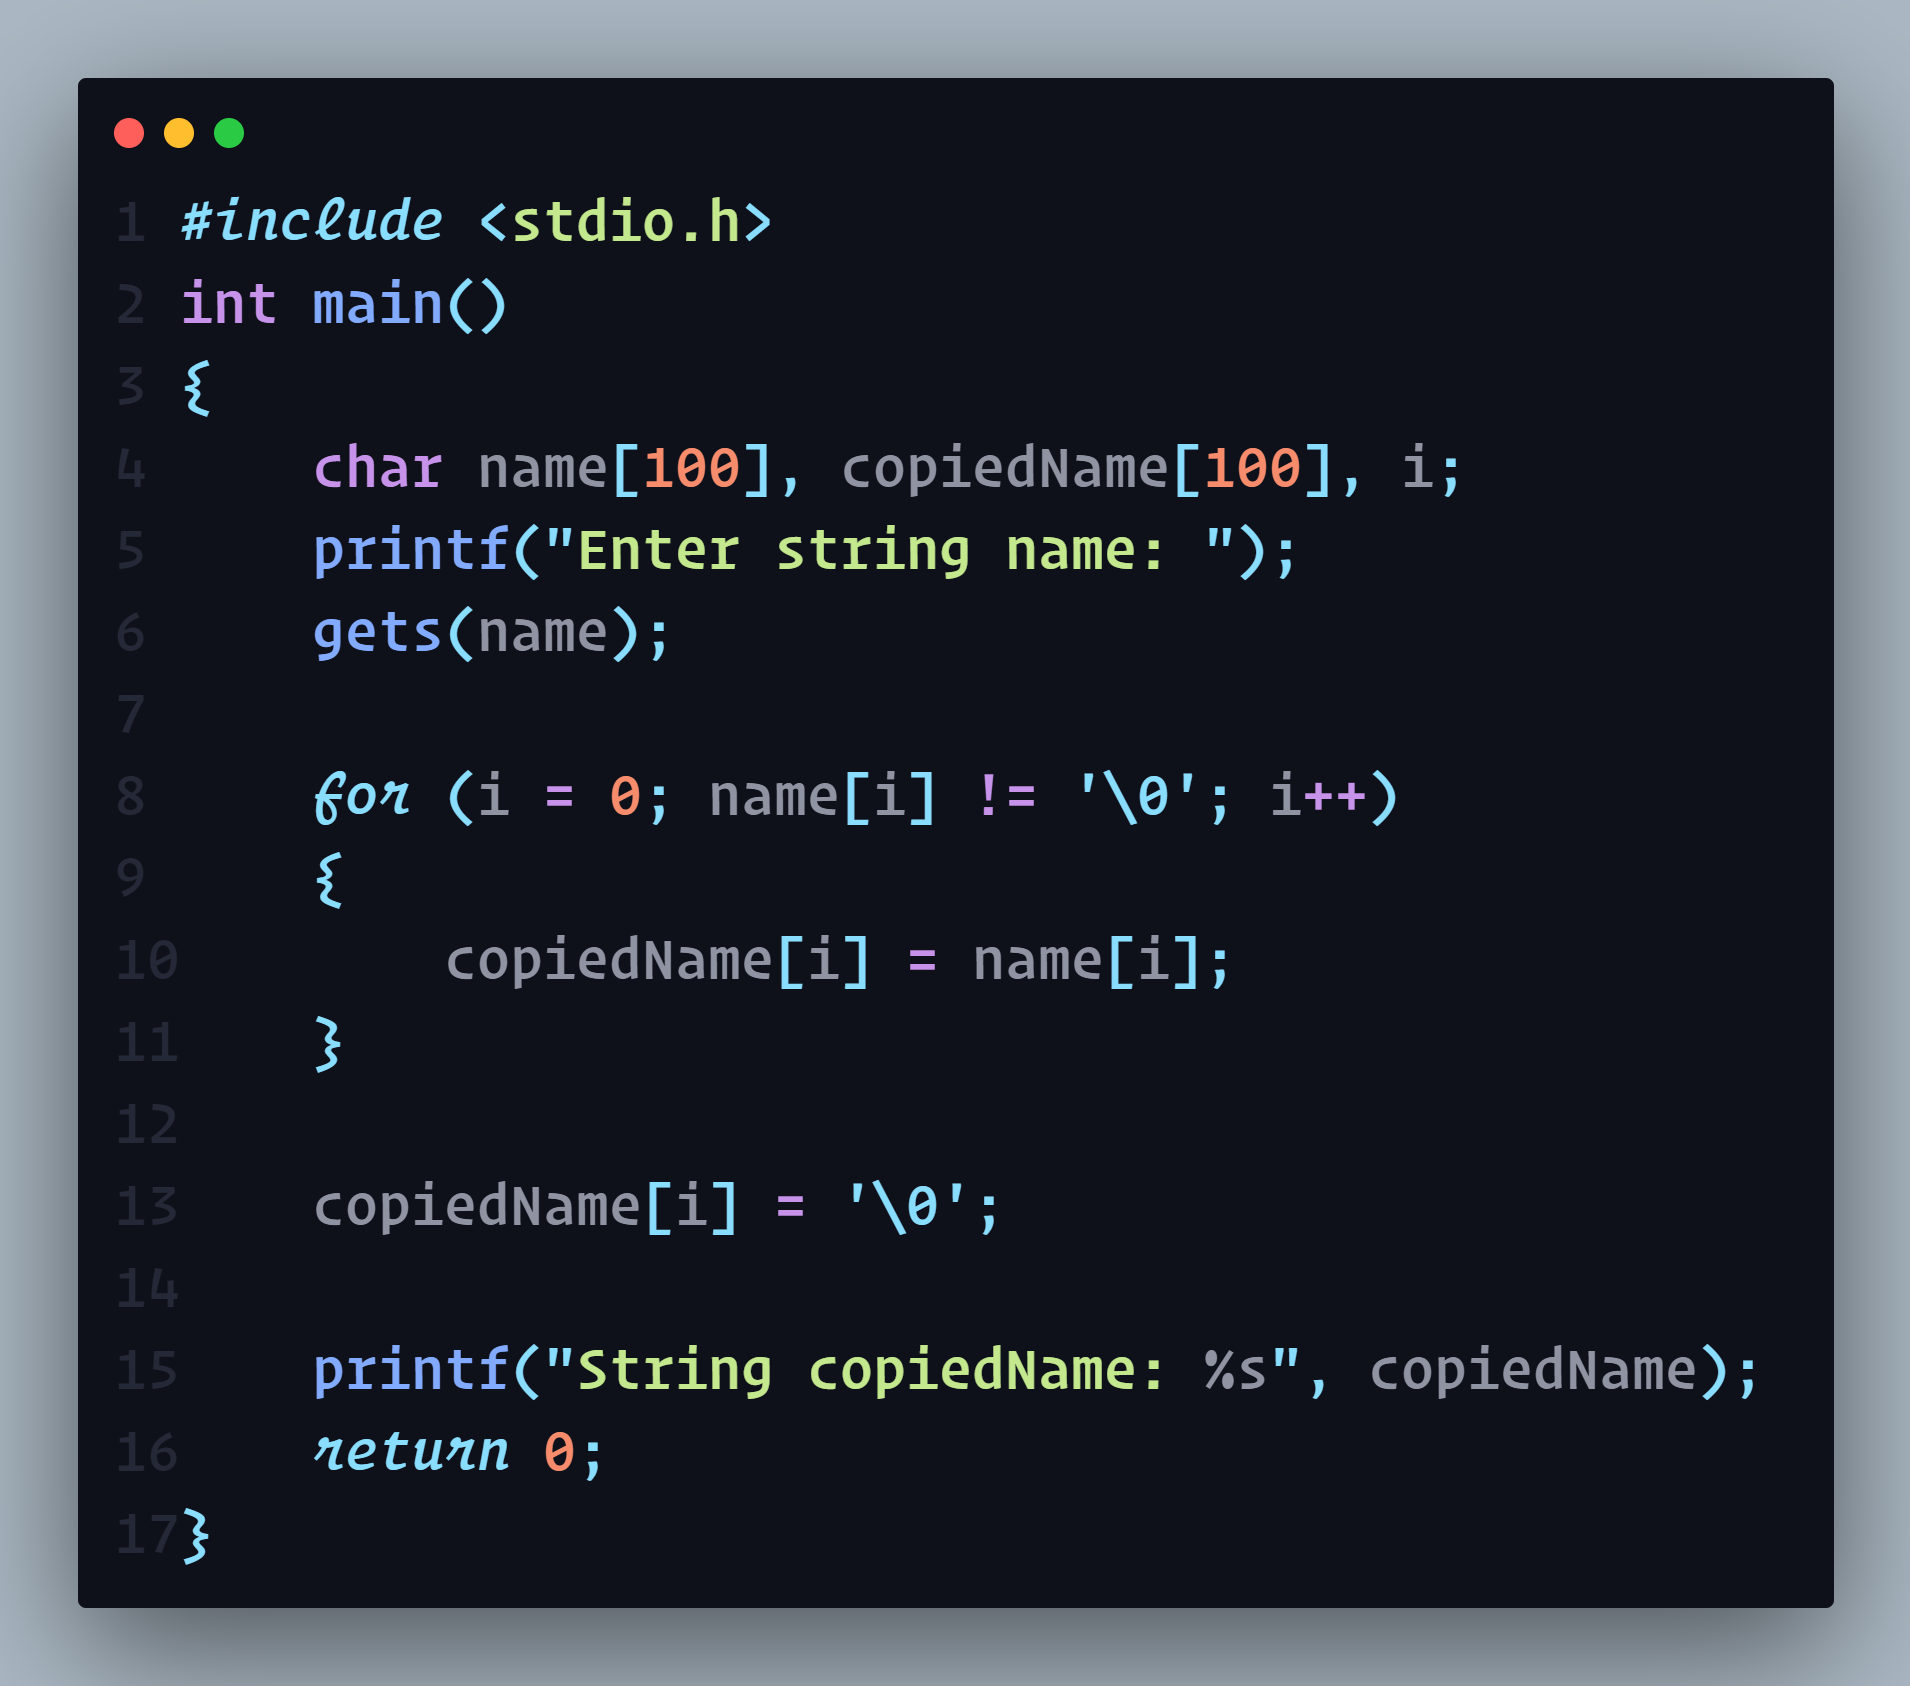 1 #include <stdio.h>
2 int main()
3 {
4     char name[100], copiedName[100], i;
5     printf("Enter string name: ");
6     gets(name);
7
8     for (i = 0; name[i] != '\0'; i++)
9     {
10        copiedName[i] = name[i];
11    }
12
13    copiedName[i] = '\0';
14
15    printf("String copiedName: %s", copiedName);
16    return 0;
17}